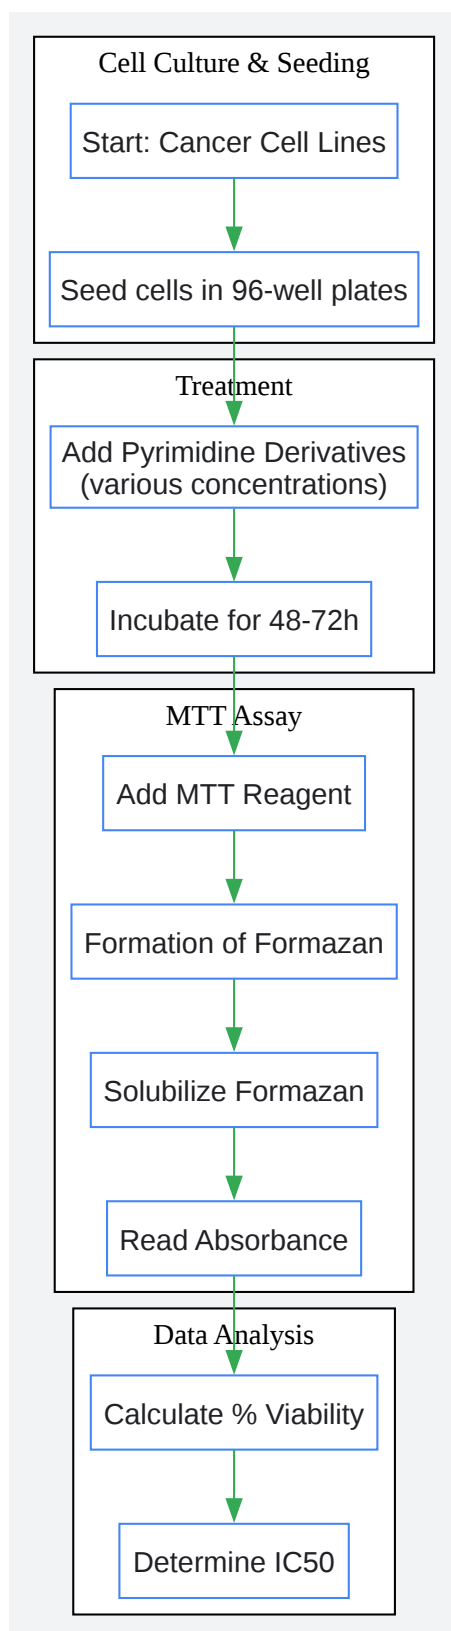 Cell Culture & Seeding
Start: Cancer Cell Lines
Seed cells in 96-well plates
Treatment
Add Pyrimidine Derivatives
(various concentrations)
Incubate for 48-72h
MTT Assay
Add MTT Reagent
Formation of Formazan
Solubilize Formazan
Read Absorbance
Data Analysis
Calculate % Viability
Determine IC50